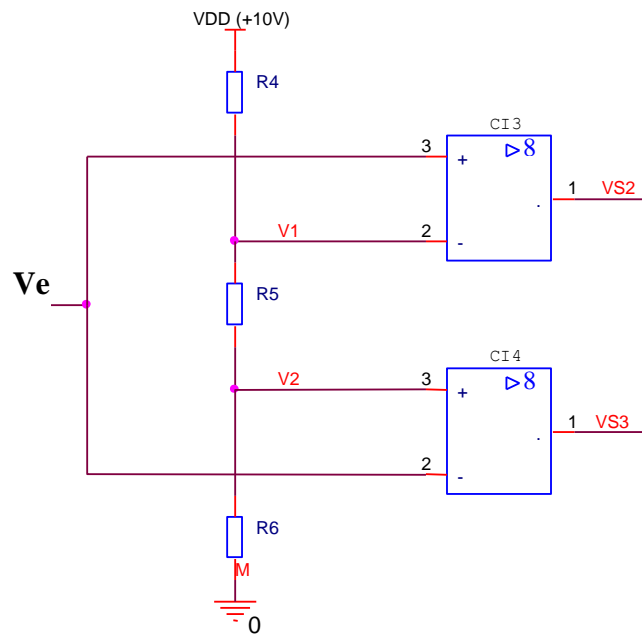 VDD (+10V)
R4
CI3
3
+
▷8
1
VS2
V1
2
-
Ve
R5
CI4
V2
3
+
▷8
1
VS3
2
-
R6
M
0